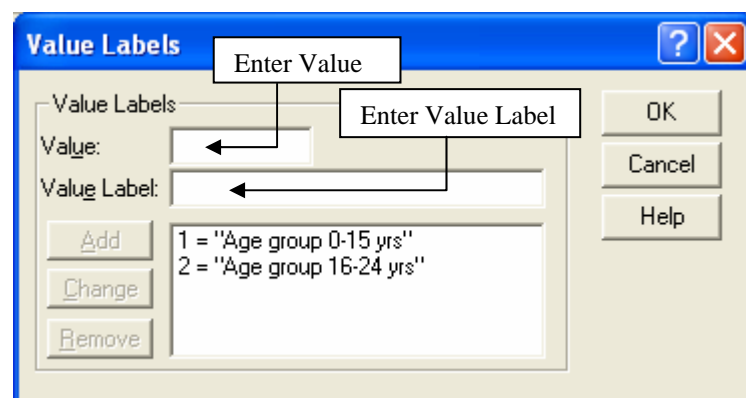 Value Labels
Enter Value
Value Labels
Enter Value Label
OK
Value:
Cancel
Value Label:
Help
Add
1 = "Age group 0-15 yrs"
2 = "Age group 16-24 yrs"
Change
Remove